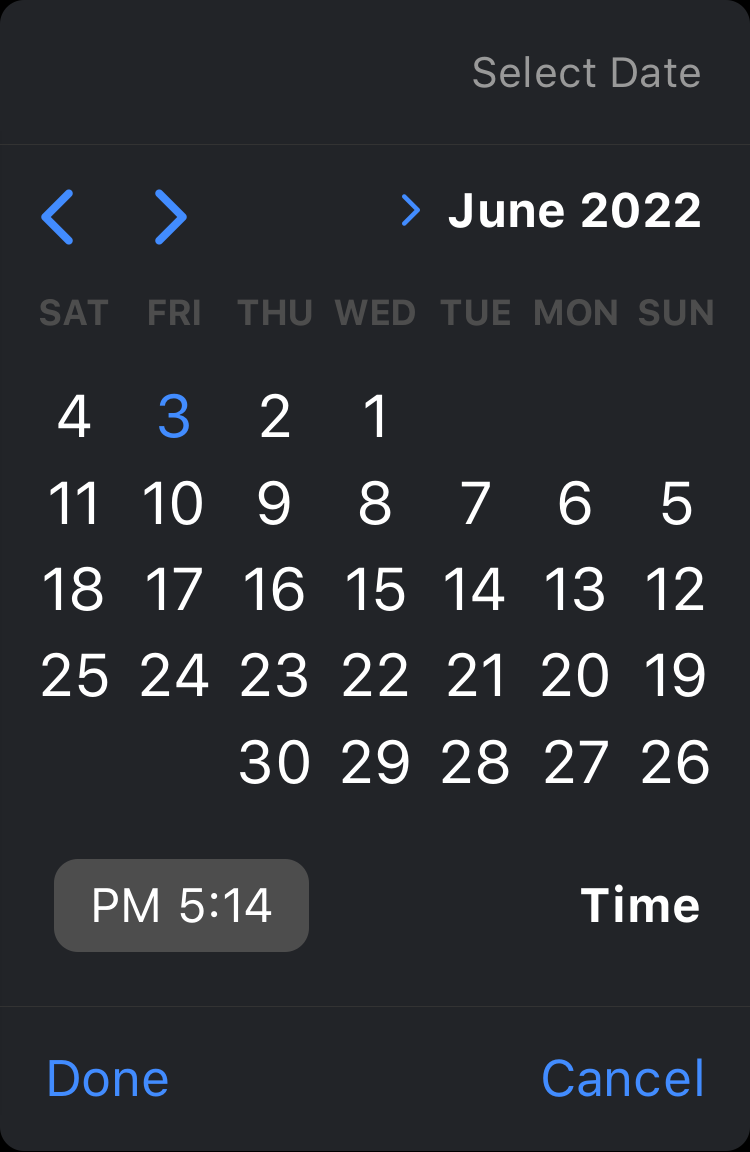 Select Date
June 2022
SAT FRI THU WED TUE MON SUN
4 3 2 1
11 10 9 8 7 6 5
18 17 16 15 14 13 12
25 24 23 22 21 20 19
30 29 28 27 26
PM 5:14 Time
Done Cancel